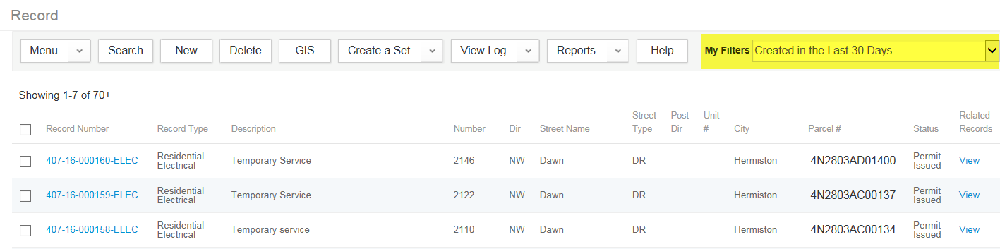 Record
Menu Search New Delete GIS Create a Set View Log Reports Help My Filters Created in the Last 30 Days
Showing 1-7 of 70+
Record Number Record Type Description Number Dir Street Name Street Type Post Dir Unit # City Parcel # Status Related Records
407-16-000160-ELEC Residential Electrical Temporary Service 2146 NW Dawn DR Hermiston 4N2803AD01400 Permit Issued View
407-16-000159-ELEC Residential Electrical Temporary Service 2122 NW Dawn DR Hermiston 4N2803AC00137 Permit Issued View
407-16-000158-ELEC Residential Electrical Temporary service 2110 NW Dawn DR Hermiston 4N2803AC00134 Permit Issued View